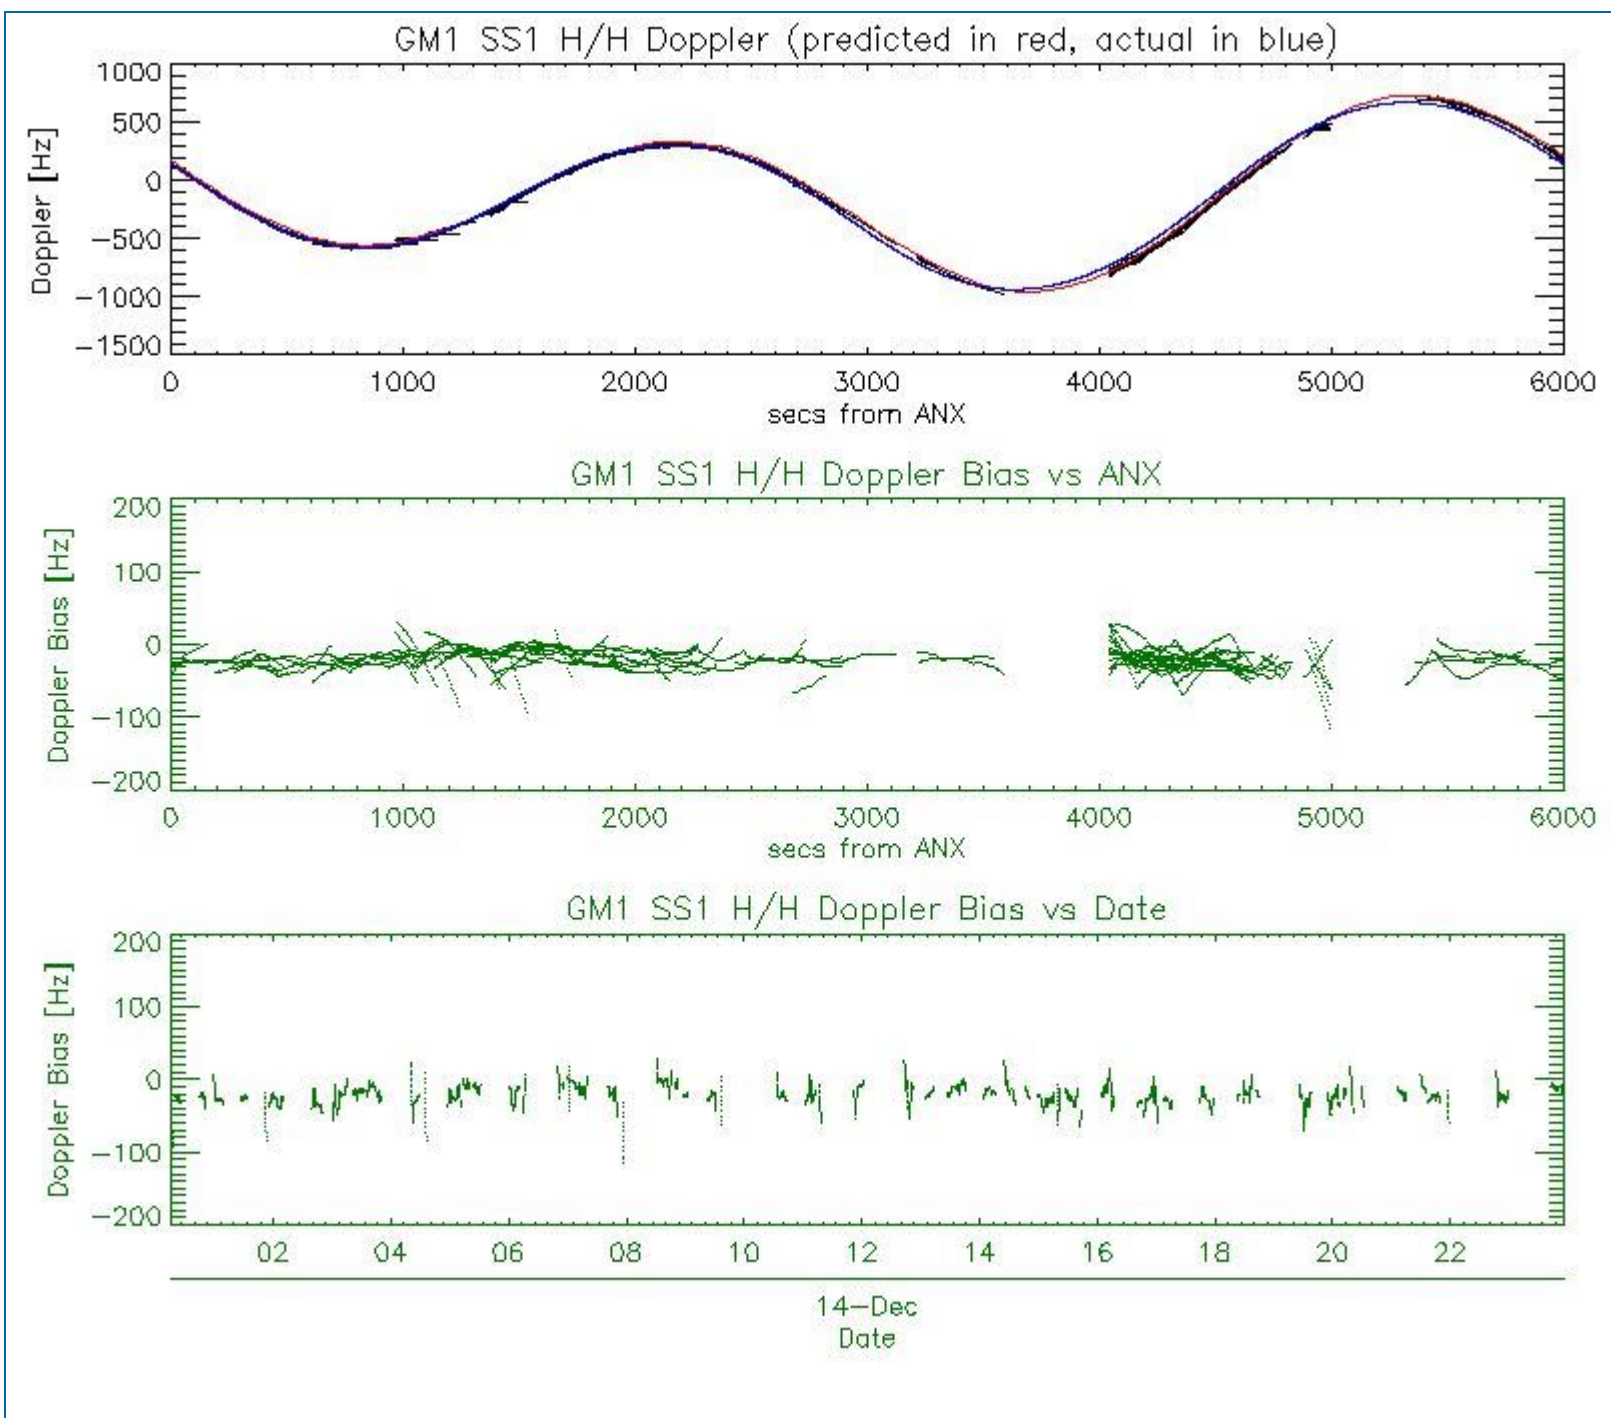 GM1 SS1 H/H Doppler (predicted in red, actual in blue)
Doppler [Hz]
1000
500
0
-500
-1000
-1500
0 1000 2000 3000 4000 5000 6000
secs from ANX
GM1 SS1 H/H Doppler Bias vs ANX
Doppler Bias [Hz]
200
100
0
-100
-200
0 1000 2000 3000 4000 5000 6000
secs from ANX
GM1 SS1 H/H Doppler Bias vs Date
Doppler Bias [Hz]
200
100
0
-100
-200
02 04 06 08 10 12 14 16 18 20 22
14-Dec
Date